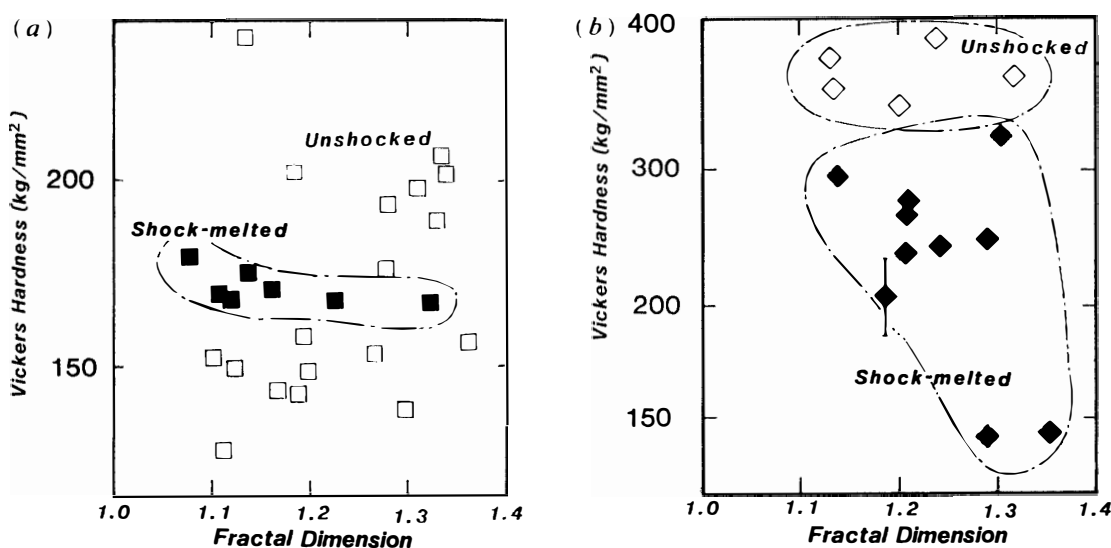 (a)
Vickers Hardness (kg/mm²)
200
150
Unshocked
Shock-melted
1.0 1.1 1.2 1.3 1.4
Fractal Dimension
(b)
Vickers Hardness (kg/mm²)
400
300
200
150
Unshocked
Shock-melted
1.0 1.1 1.2 1.3 1.4
Fractal Dimension